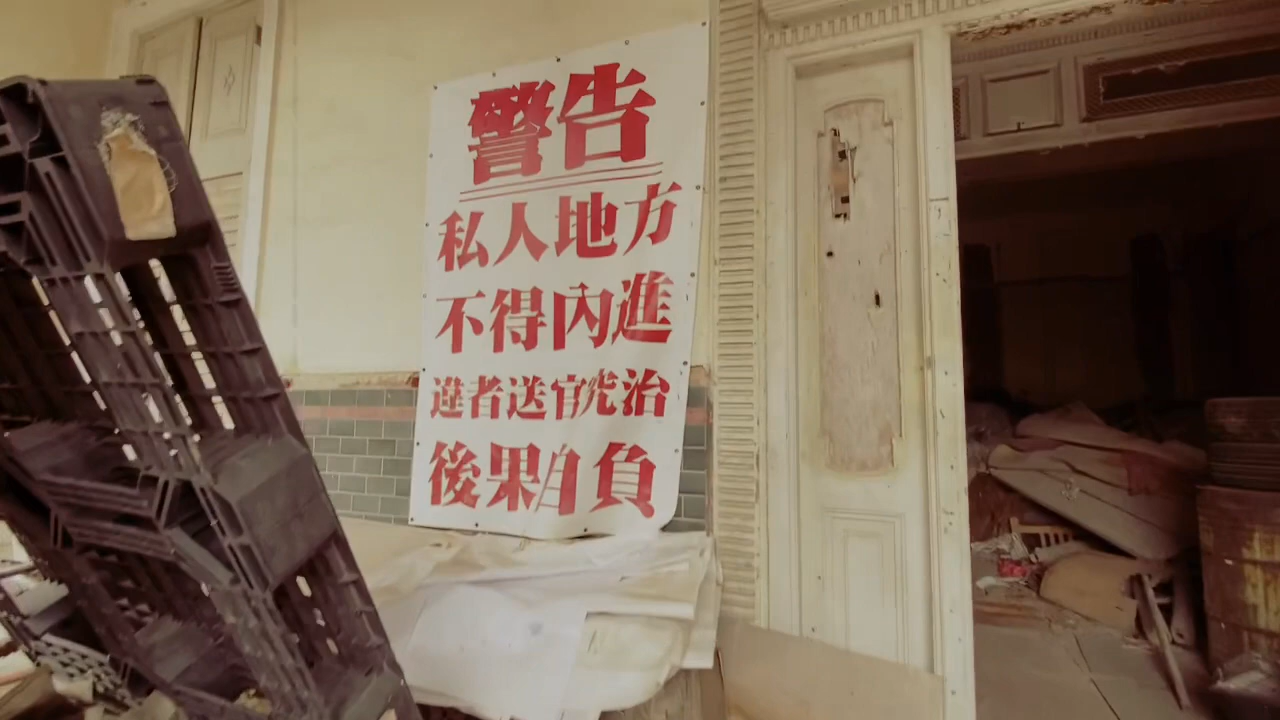 警告
私人地方
不得內進
違者送官究治
後果自負